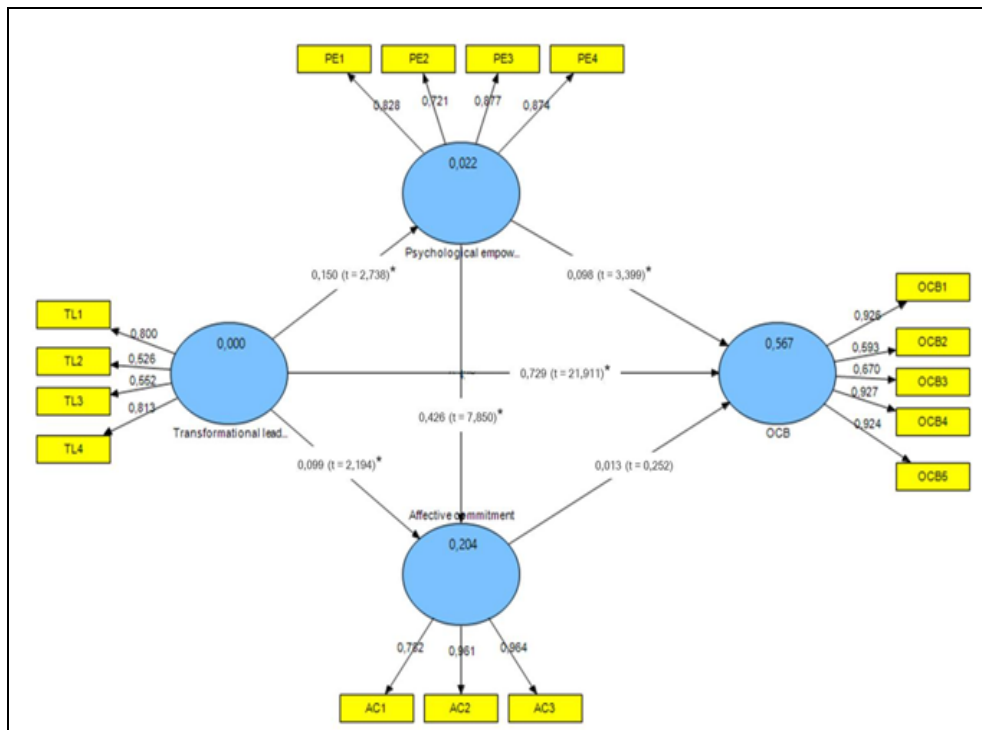 PE1 PE2 PE3 PE4
0,828 0,721 0,877 0,874
0,022
Psychological empow..
0,150 (t = 2,738)*
0,098 (t = 3,399)*
TL1
TL2
TL3
TL4
0,800
0,526
0,552
0,813
0,000
Transformational lead..
0,729 (t = 21,911)*
0,426 (t = 7,850)*
0,567
OCB
0,926
0,593
0,670
0,927
0,924
OCB1
OCB2
OCB3
OCB4
OCB5
0,099 (t = 2,194)*
0,013 (t = 0,252)
Affective commitment
0,204
0,782 0,961 0,964
AC1 AC2 AC3